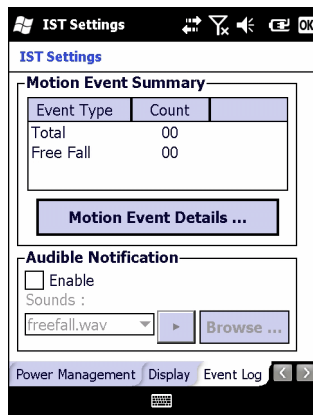 IST Settings OK
IST Settings
Motion Event Summary
Event Type Count
Total 00
Free Fall 00
Motion Event Details ...
Audible Notification
Enable
Sounds :
freefall.wav Browse ...
Power Management Display Event Log